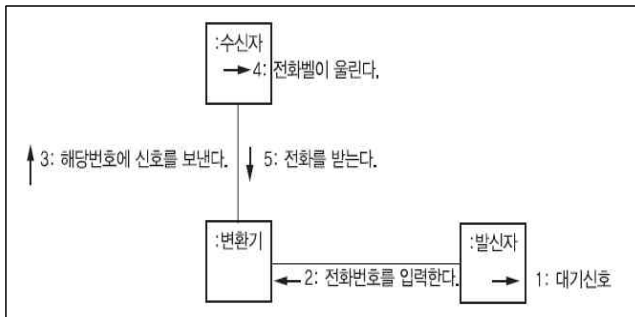 :수신자
4: 전화벨이 울린다.
3: 해당번호에 신호를 보낸다.
5: 전화를 받는다.
:변환기
:발신자
2: 전화번호를 입력한다.
1: 대기신호